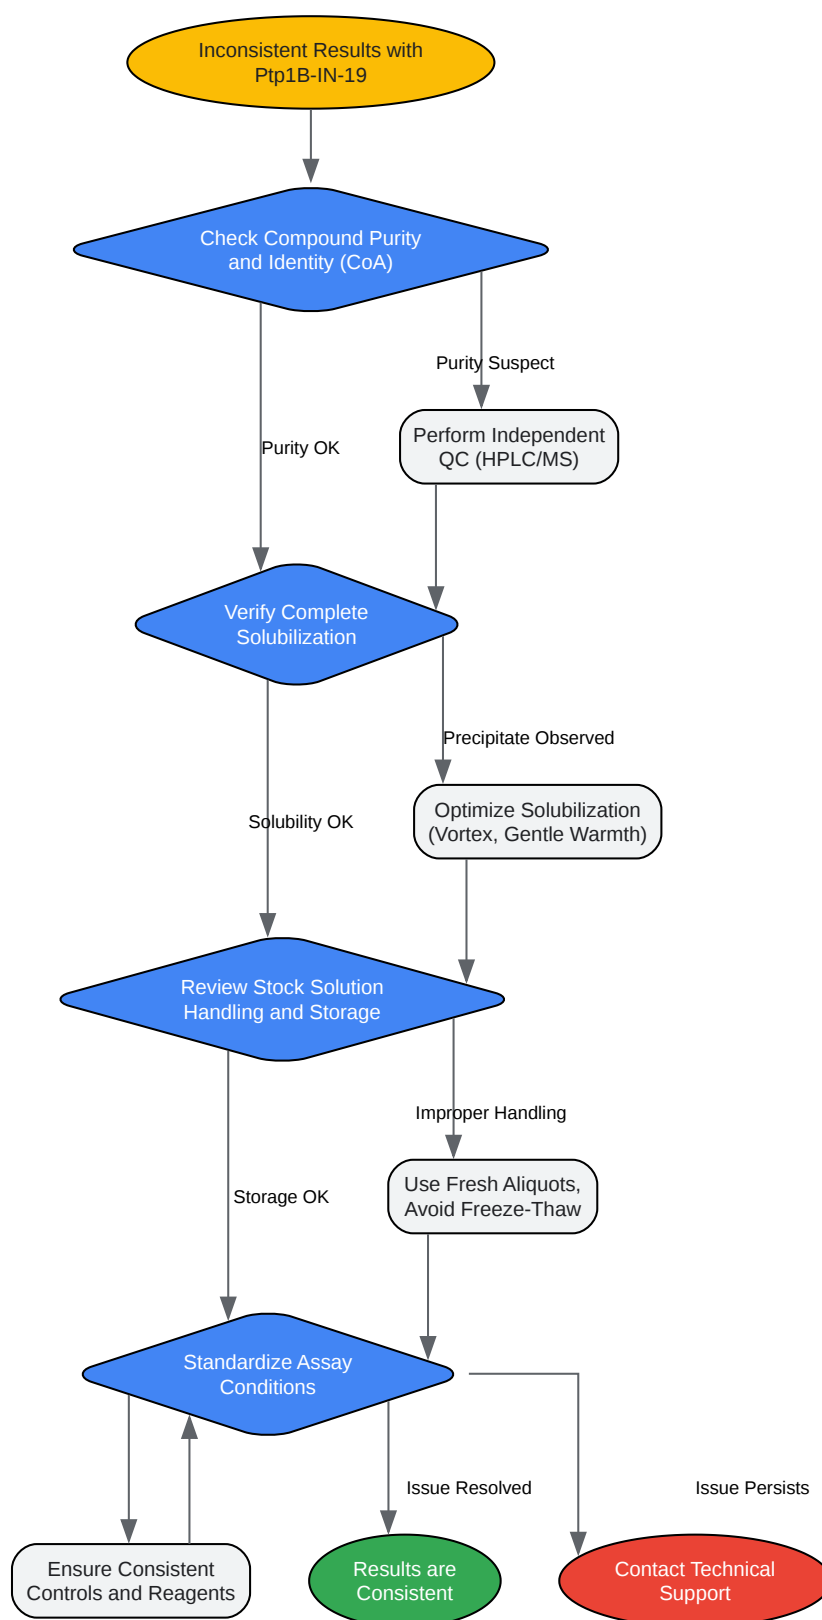 Inconsistent Results with
Ptp1B-IN-19
Check Compound Purity
and Identity (CoA)
Purity Suspect
Purity OK
Perform Independent
QC (HPLC/MS)
Verify Complete
Solubilization
Precipitate Observed
Solubility OK
Optimize Solubilization
(Vortex, Gentle Warmth)
Review Stock Solution
Handling and Storage
Improper Handling
Storage OK
Use Fresh Aliquots,
Avoid Freeze-Thaw
Standardize Assay
Conditions
Issue Resolved
Issue Persists
Ensure Consistent
Controls and Reagents
Results are
Consistent
Contact Technical
Support